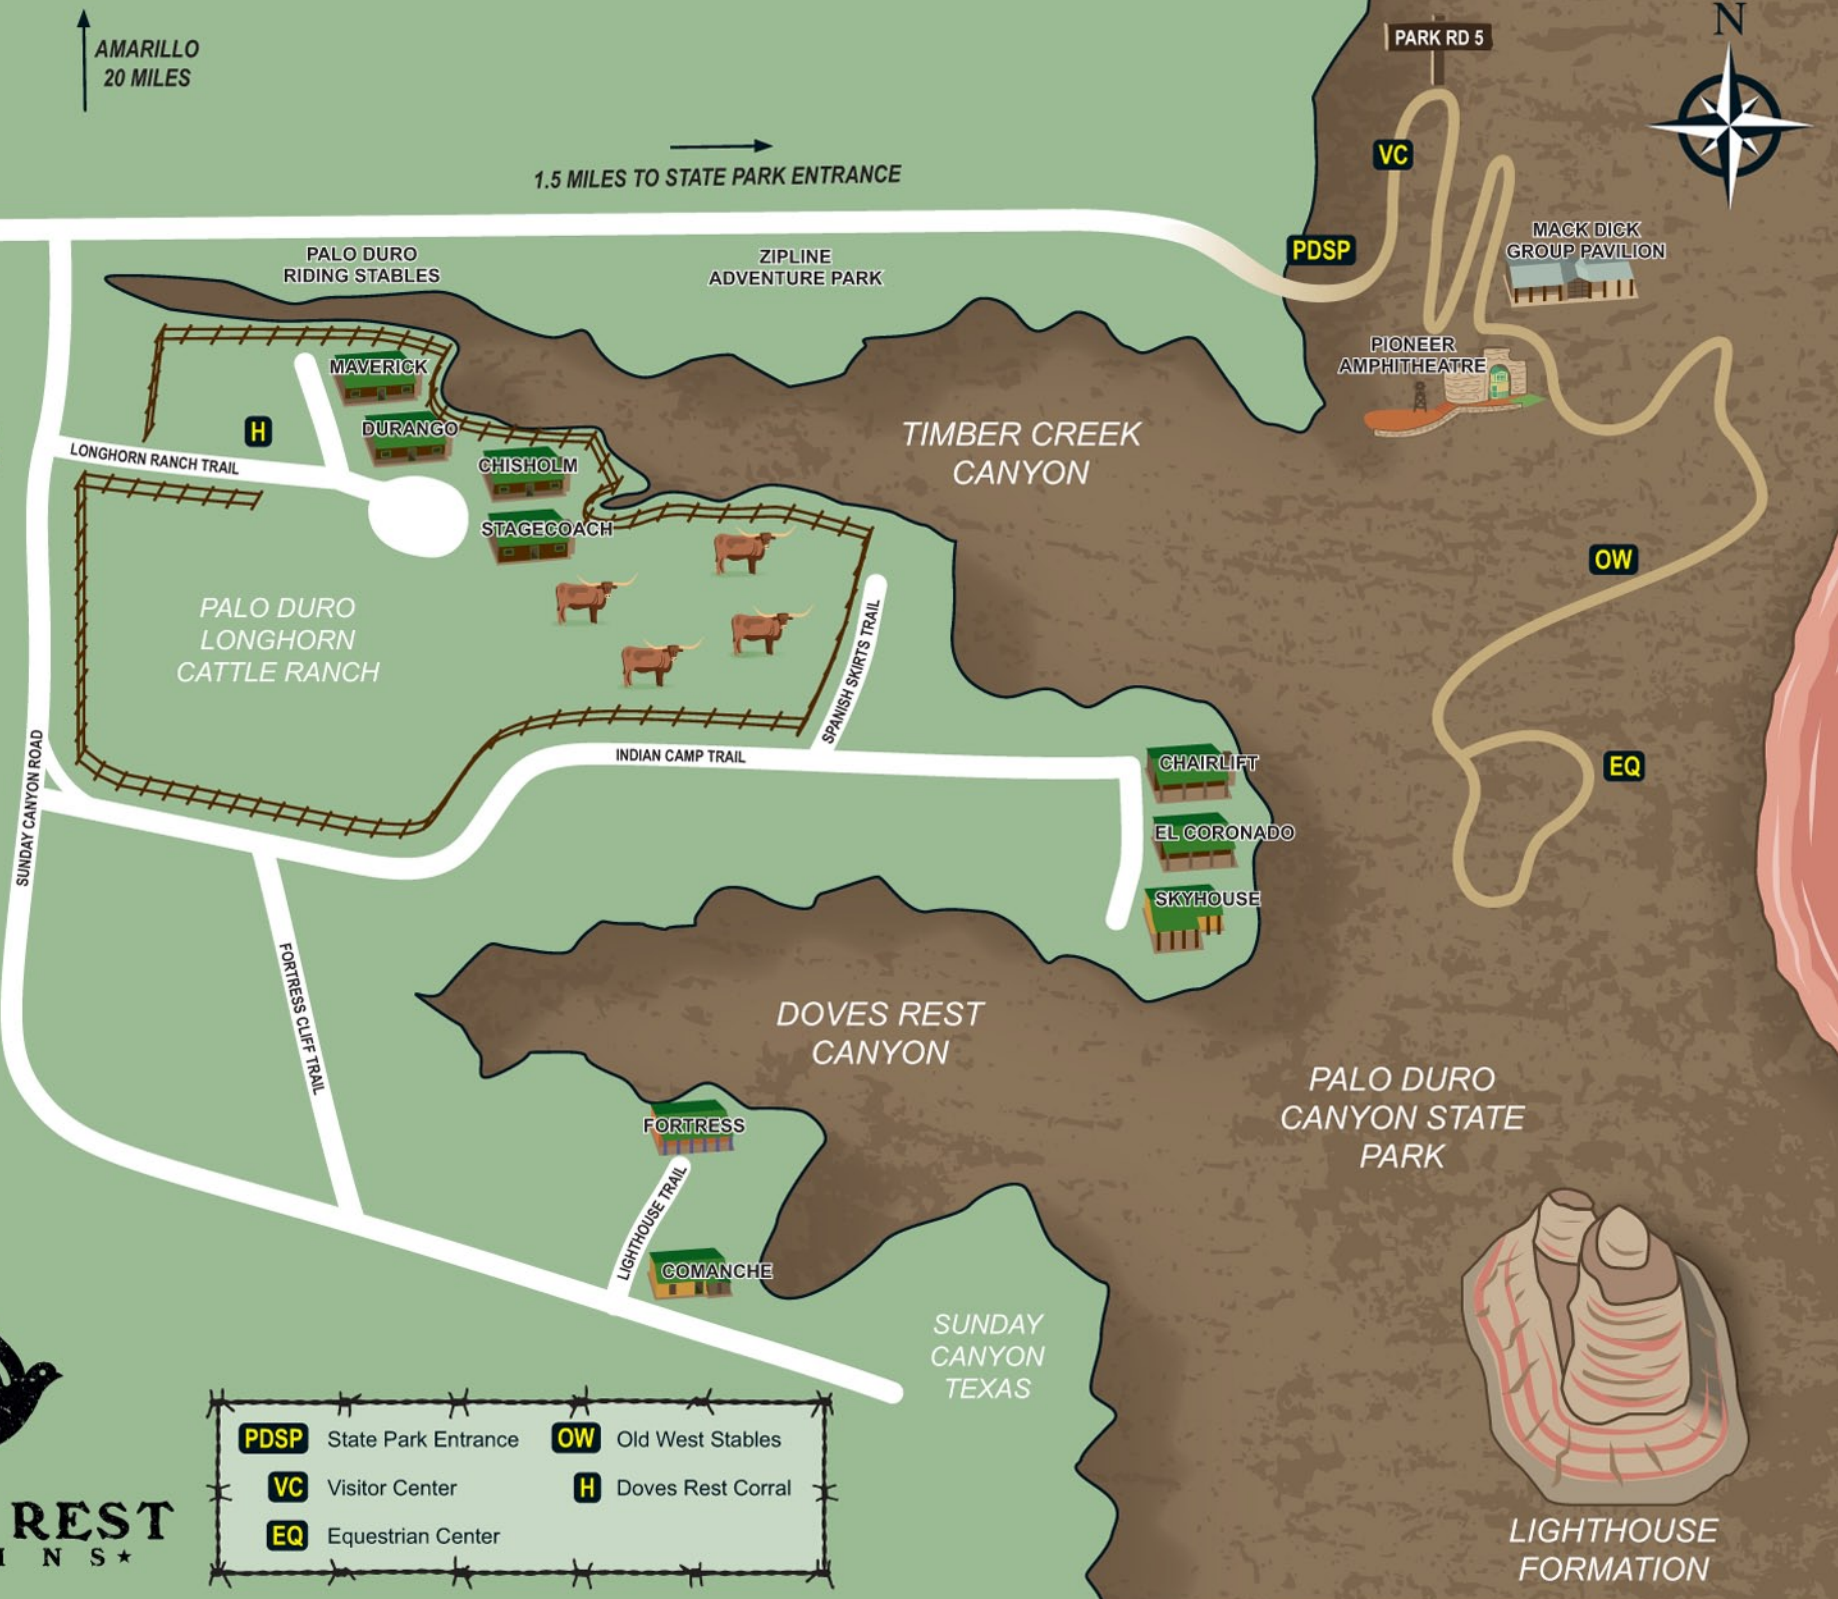 AMARILLO
20 MILES
1.5 MILES TO STATE PARK ENTRANCE
PARK RD 5
N
VC
PDSP
MACK DICK
GROUP PAVILION
PALO DURO
RIDING STABLES
ZIPLINE
ADVENTURE PARK
PIONEER
AMPHITHEATRE
MAVERICK
DURANGO
H
LONGHORN RANCH TRAIL
CHISHOLM
STAGECOACH
TIMBER CREEK
CANYON
OW
PALO DURO
LONGHORN
CATTLE RANCH
SPANISH SKIRTS TRAIL
INDIAN CAMP TRAIL
SUNDAY CANYON ROAD
CHAIRLIFT
EL CORONADO
SKYHOUSE
EQ
FORTRESS CLIFF TRAIL
DOVES REST
CANYON
PALO DURO
CANYON STATE
PARK
FORTRESS
LIGHTHOUSE TRAIL
COMANCHE
SUNDAY
CANYON
TEXAS
LIGHTHOUSE
FORMATION
REST
INS
PDSP State Park Entrance
VC Visitor Center
EQ Equestrian Center
OW Old West Stables
H Doves Rest Corral